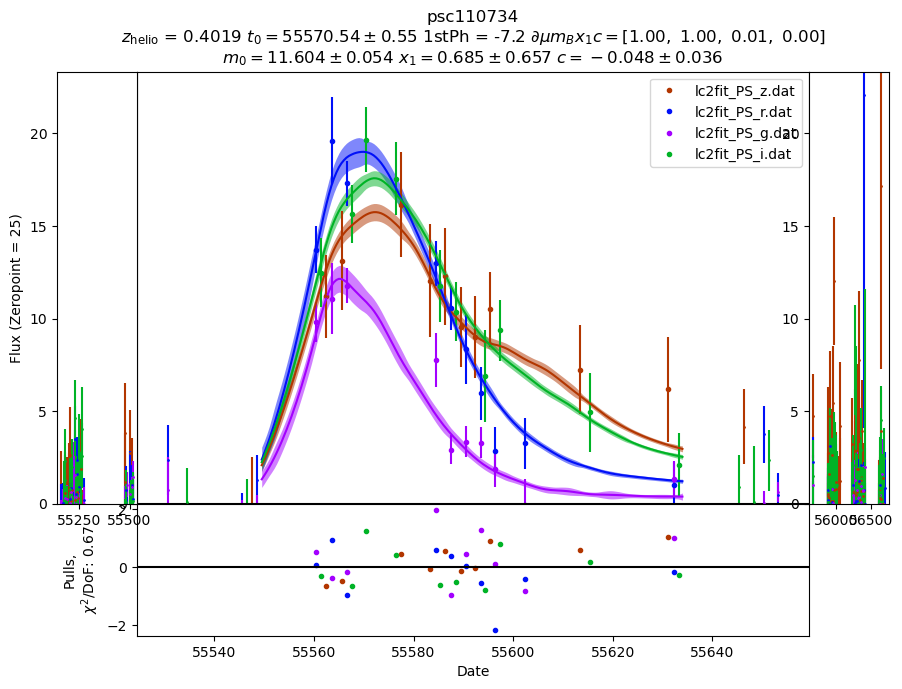 psc110734
z_helio = 0.4019 t_0 = 55570.54 ± 0.55 1stPh = -7.2 ∂μm_Bx_1c = [1.00, 1.00, 0.01, 0.00]
m_0 = 11.604 ± 0.054 x_1 = 0.685 ± 0.657 c = −0.048 ± 0.036
lc2fit_PS_z.dat
lc2fit_PS_r.dat
lc2fit_PS_g.dat
lc2fit_PS_i.dat
Flux (Zeropoint = 25)
20
15
10
5
0
20
15
10
5
0
55250
55500
56000
56500
Pulls,
χ²/DoF: 0.67
2
0
−2
55540
55560
55580
55600
55620
55640
Date